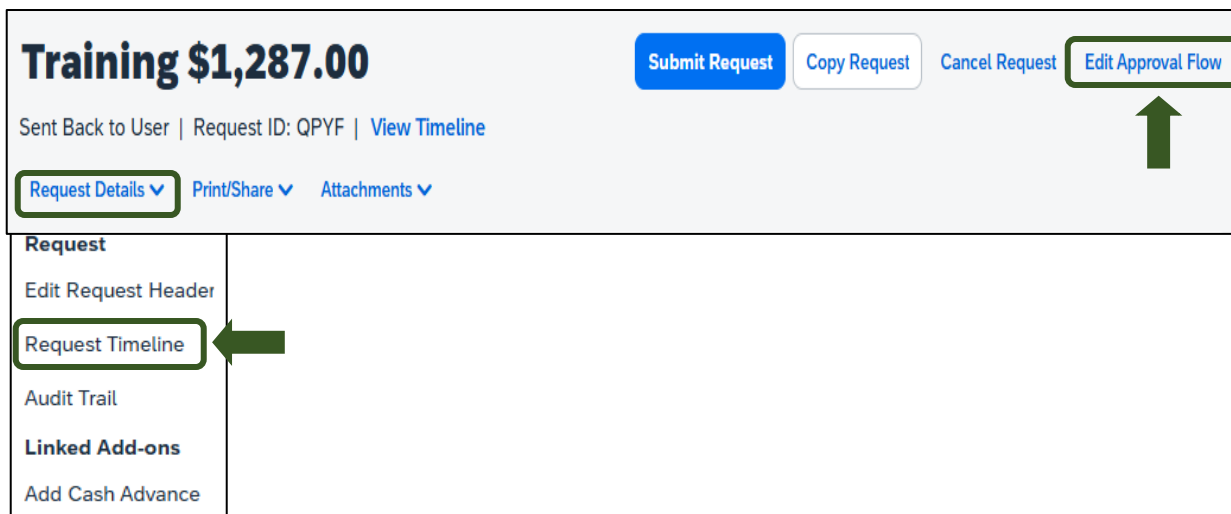 Training $1,287.00
Submit Request Copy Request Cancel Request Edit Approval Flow
Sent Back to User | Request ID: QPYF | View Timeline
Request Details Print/Share Attachments
Request
Edit Request Header
Request Timeline
Audit Trail
Linked Add-ons
Add Cash Advance